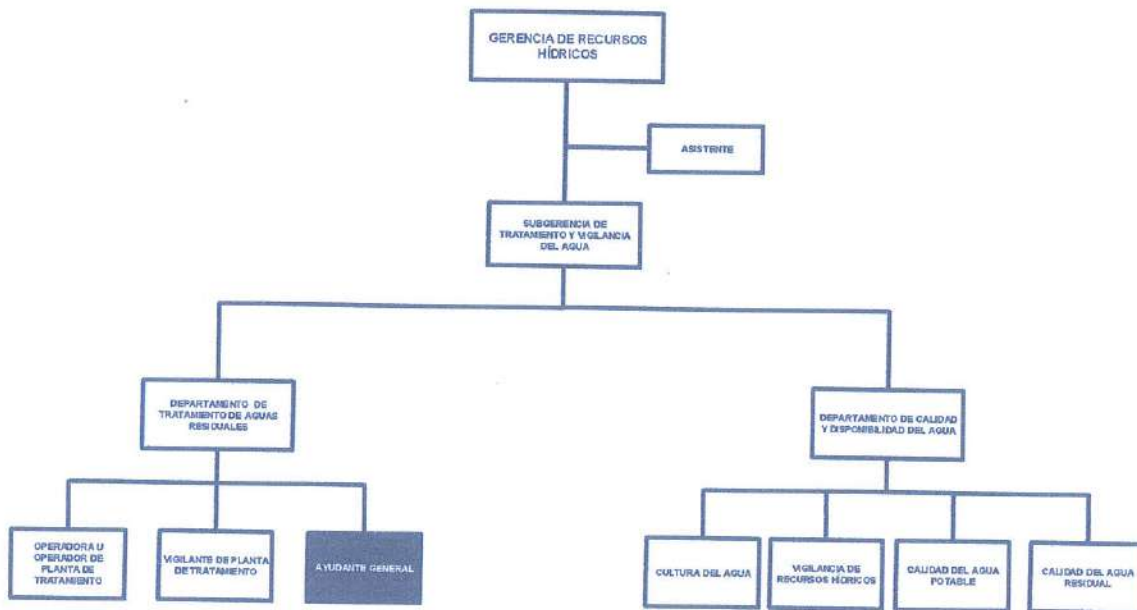 GERENCIA DE RECURSOS
HÍDRICOS
ASISTENTE
SUBGERENCIA DE
TRATAMIENTO Y VIGILANCIA
DEL AGUA
DEPARTAMENTO DE
TRATAMIENTO DE AGUAS
RESIDUALES
DEPARTAMENTO DE CALIDAD
Y DISPONIBILIDAD DEL AGUA
OPERADORA U
OPERADOR DE
PLANTA DE
TRATAMIENTO
VIGILANTE DE PLANTA
DE TRATAMIENTO
AYUDANTE GENERAL
CULTURA DEL AGUA
VIGILANCIA DE
RECURSOS HÍDRICOS
CALIDAD DEL AGUA
POTABLE
CALIDAD DEL AGUA
RESIDUAL